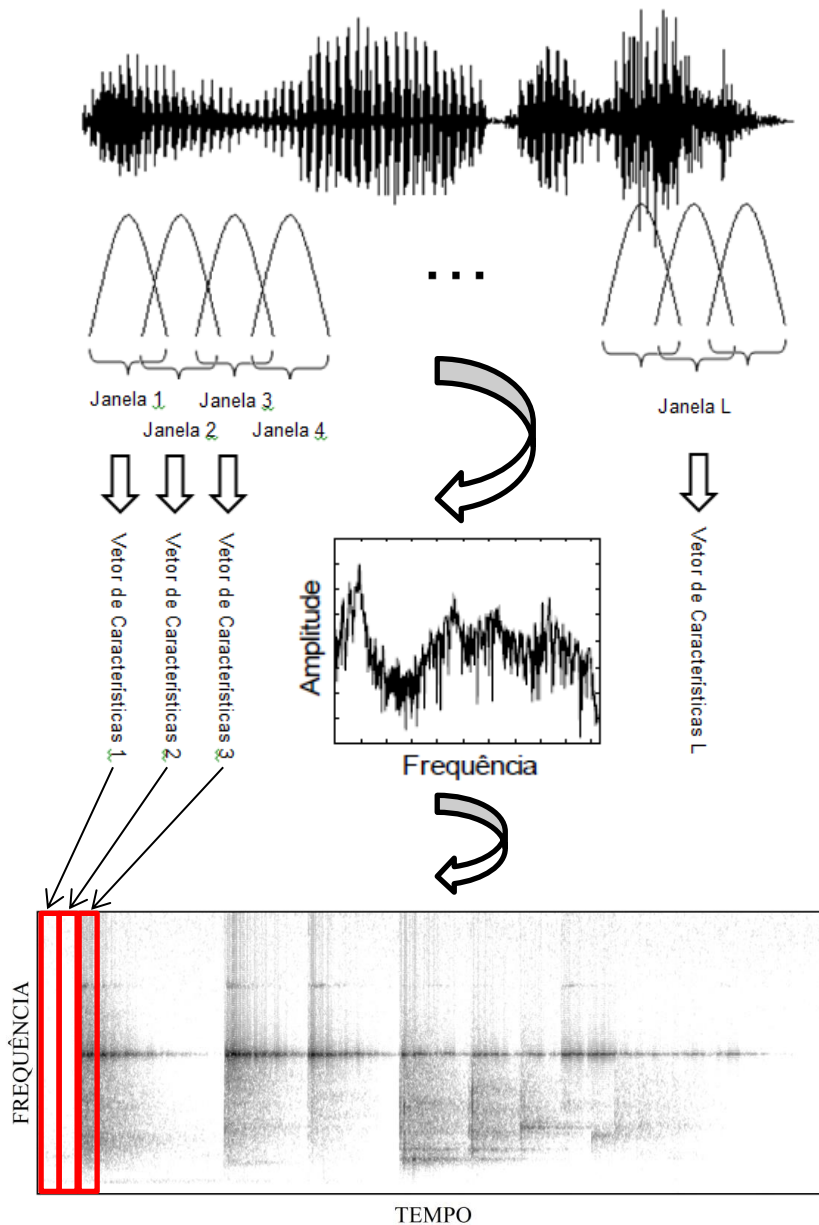 ...
Janela 1
Janela 3
Janela 2
Janela 4
Janela L
Vetor de Características 1
Vetor de Características 2
Vetor de Características 3
Vetor de Características L
Amplitude
Frequência
FREQUÊNCIA
TEMPO